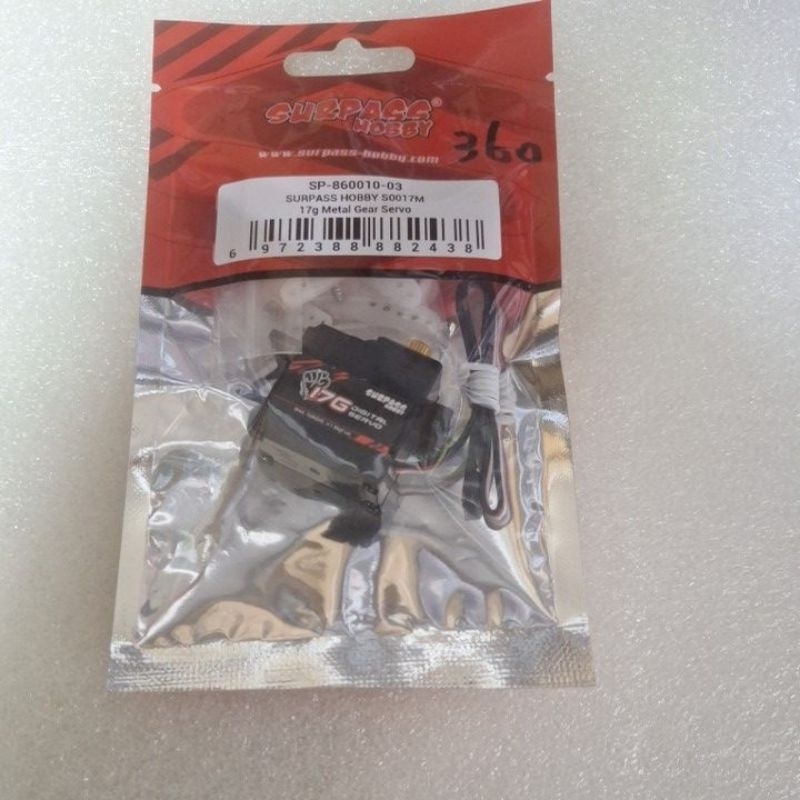 SURPASS®
HOBBY
www.surpass-hobby.com
360
SP-860010-03
SURPASS HOBBY S0017M
17g Metal Gear Servo
6 972388 882438
SURPASS
HOBBY
17G DIGITAL
SERVO